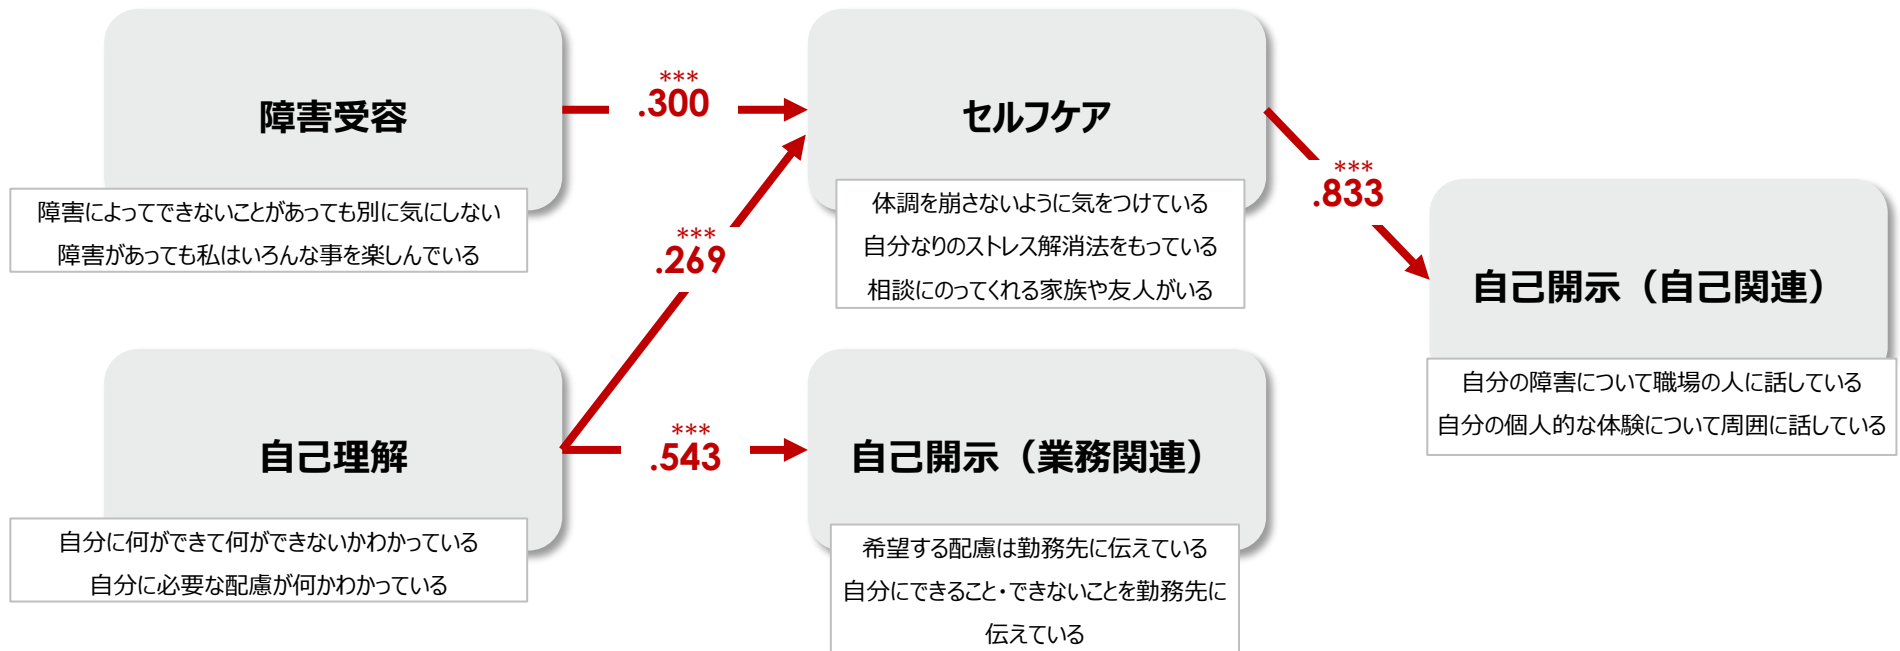 障害受容
障害によってできないことがあっても別に気にしない
障害があっても私はいろんな事を楽しんでいる
***
.300
セルフケア
体調を崩さないように気をつけている
自分なりのストレス解消法をもっている
相談にのってくれる家族や友人がいる
***
.269
***
.833
自己開示（自己関連）
自分の障害について職場の人に話している
自分の個人的な体験について周囲に話している
自己理解
自分に何ができて何ができないかわかっている
自分に必要な配慮が何かわかっている
***
.543
自己開示（業務関連）
希望する配慮は勤務先に伝えている
自分にできること・できないことを勤務先に
伝えている